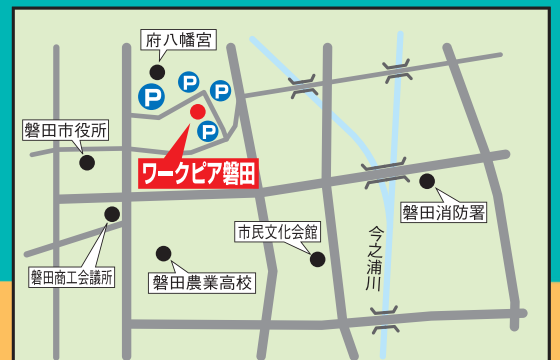 府八幡宮
P
P
P
P
磐田市役所
ワークピア磐田
磐田消防署
市民文化会館
今之浦川
磐田商工会議所
磐田農業高校